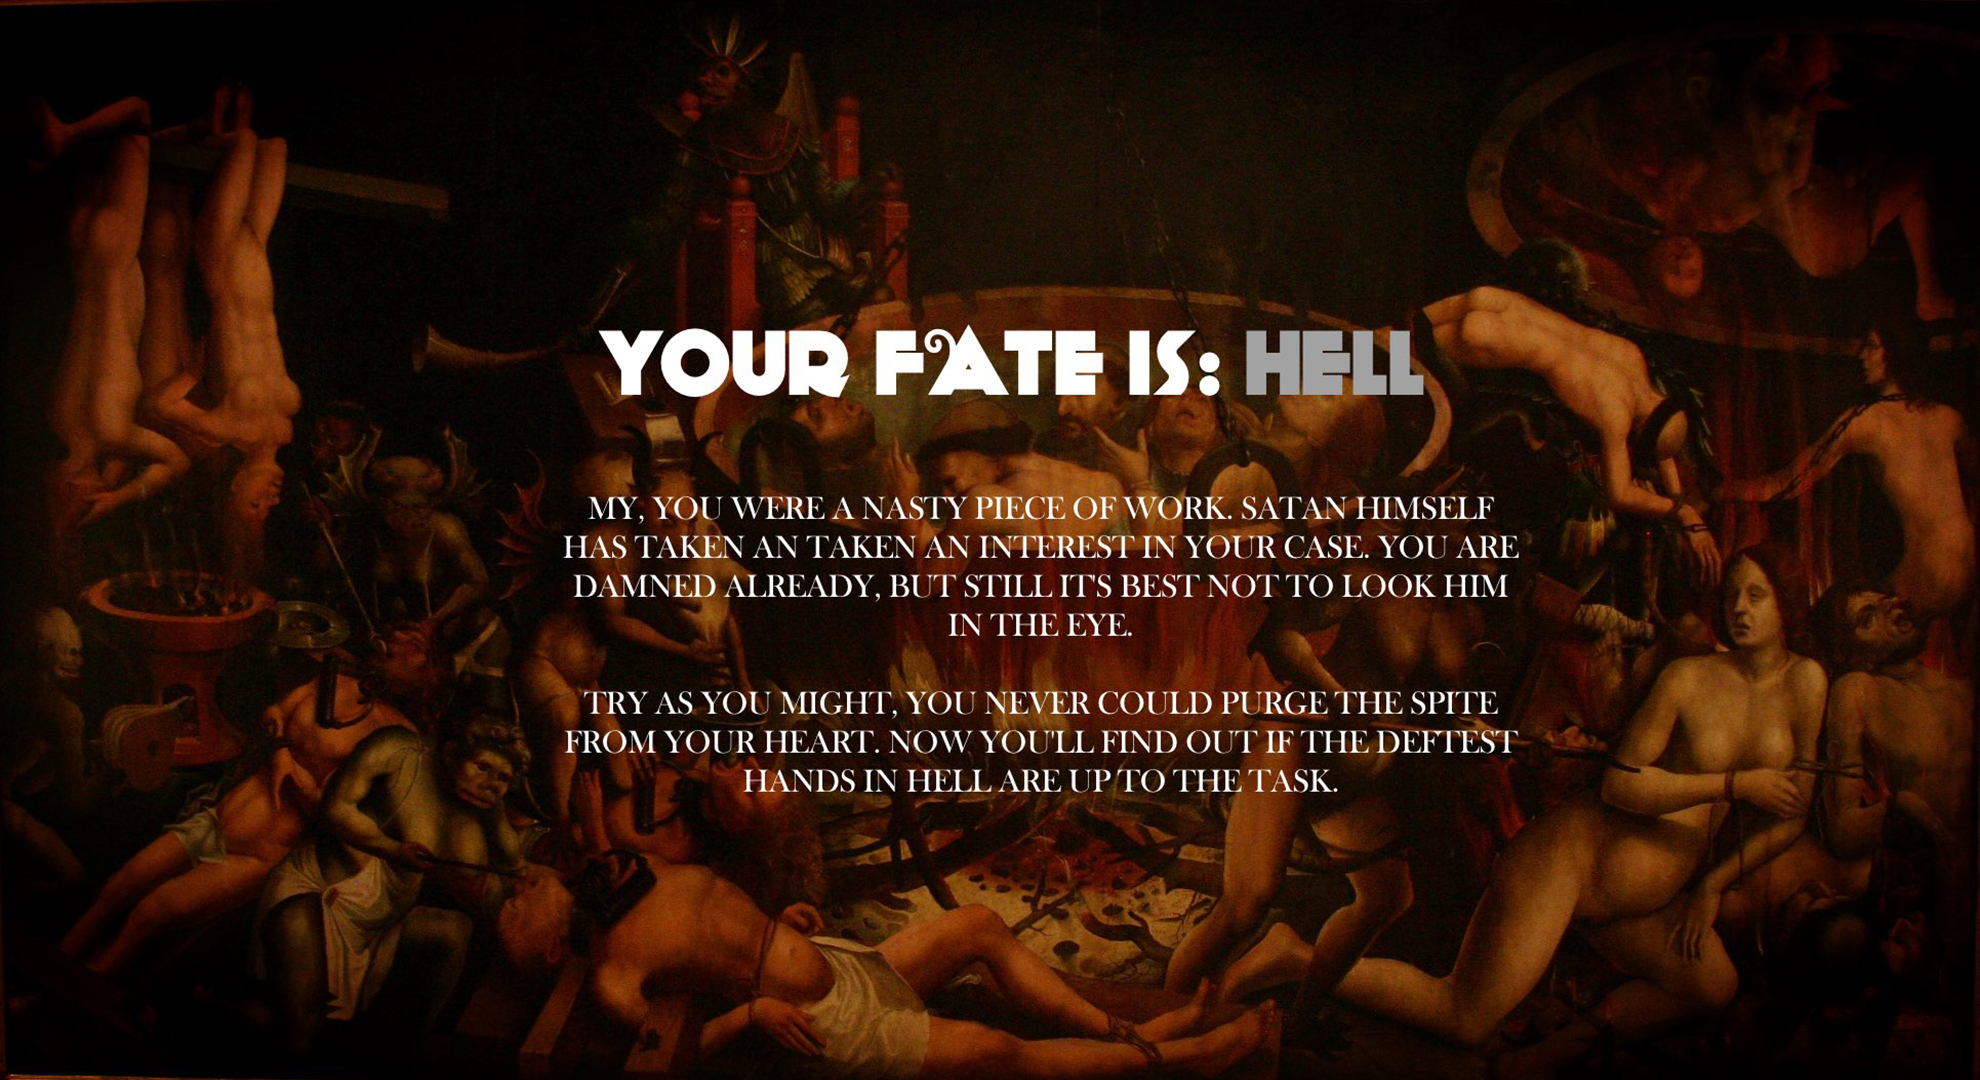 YOUR FATE IS: HELL
MY, YOU WERE A NASTY PIECE OF WORK. SATAN HIMSELF
HAS TAKEN AN TAKEN AN INTEREST IN YOUR CASE. YOU ARE
DAMNED ALREADY, BUT STILL IT'S BEST NOT TO LOOK HIM
IN THE EYE.
TRY AS YOU MIGHT, YOU NEVER COULD PURGE THE SPITE
FROM YOUR HEART. NOW YOU'LL FIND OUT IF THE DEFTEST
HANDS IN HELL ARE UP TO THE TASK.